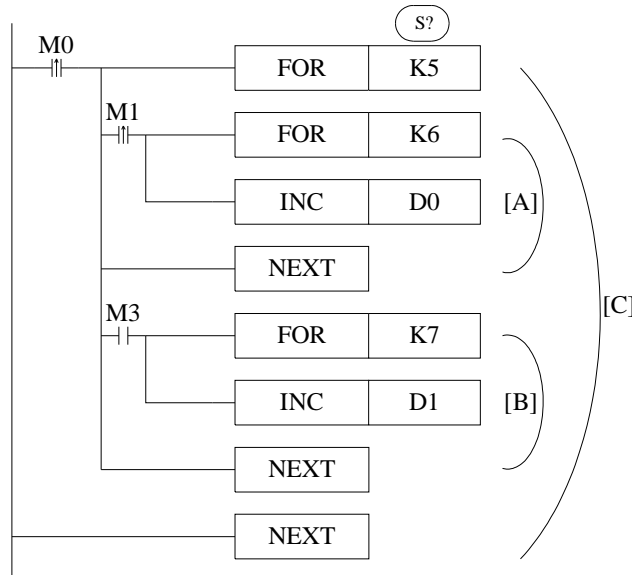 S?
M0
FOR K5
M1
FOR K6
INC D0 [A]
NEXT
M3
[C]
FOR K7
INC D1 [B]
NEXT
NEXT